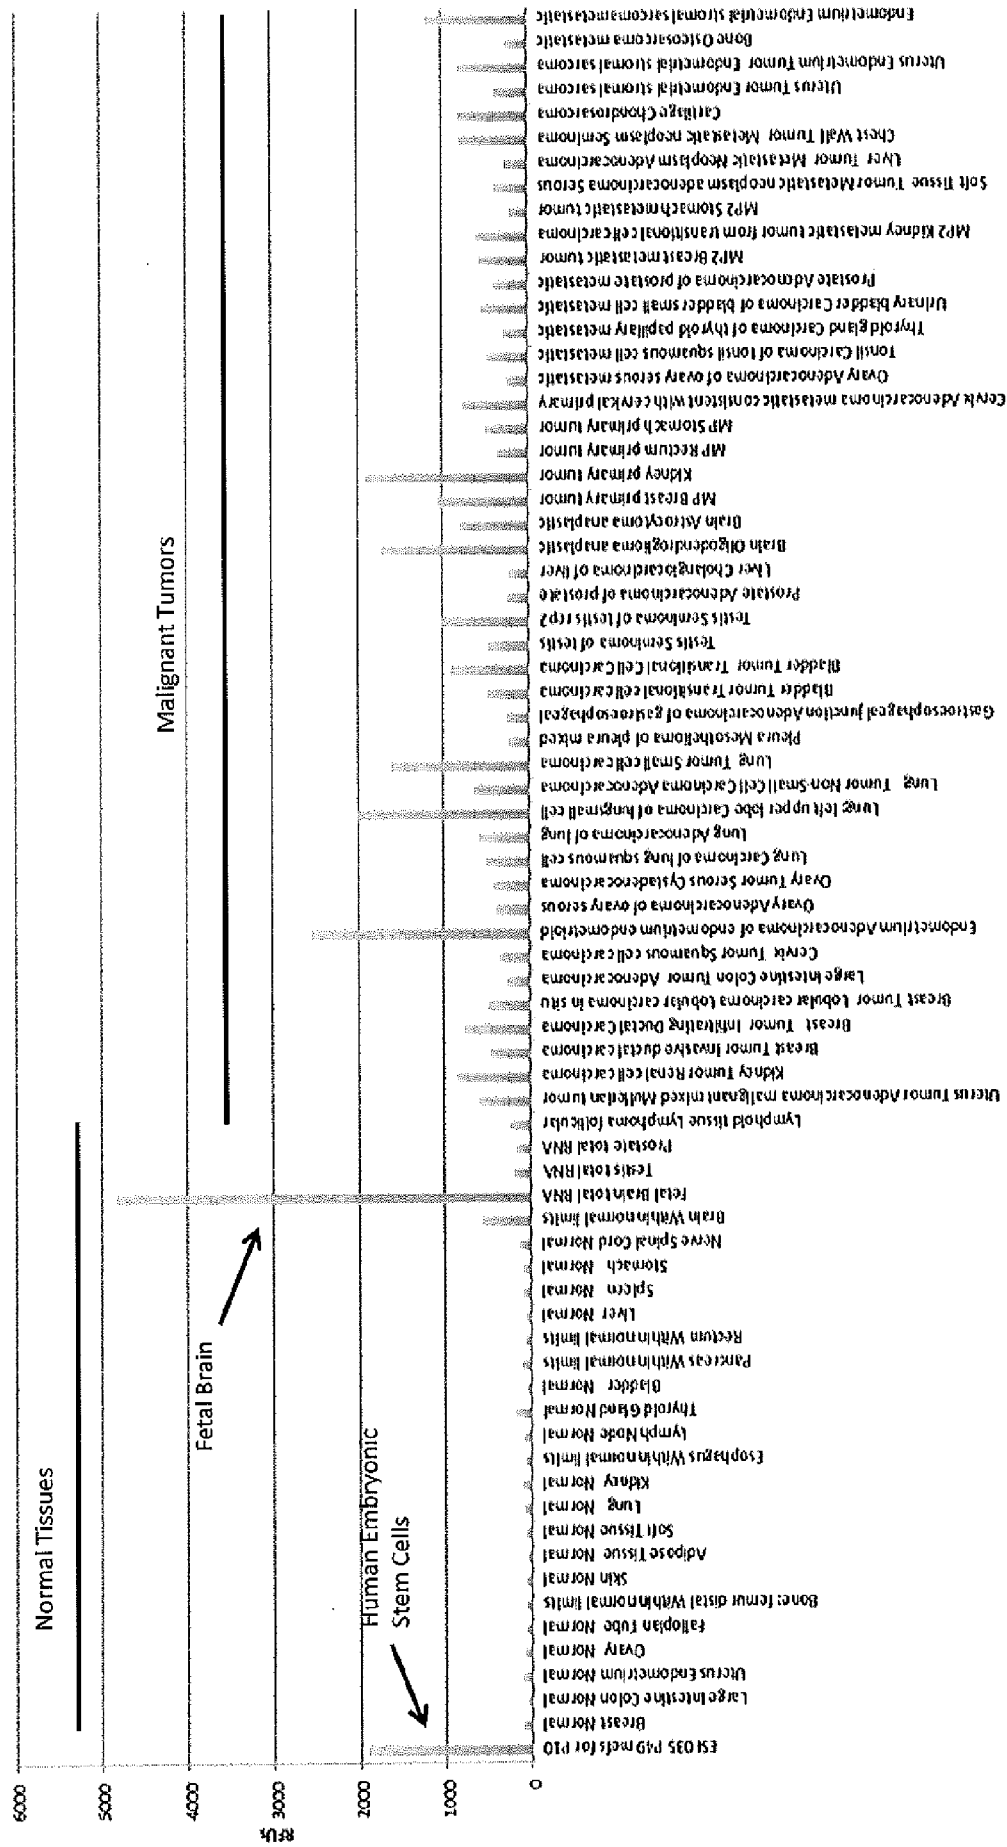 Normal Tissues
Malignant Tumors
Fetal Brain
Human Embryonic
Stem Cells
6000
5000
4000
3000
2000
1000
0
RFUs
ESI 035 P49 mcfs for P10
Breast Normal
Large Intestine Colon Normal
Uterus Endometrium Normal
Ovary Normal
Fallopian Tube Normal
Bone: femur distal Within normal limits
Skin Normal
Adipose Tissue Normal
Soft Tissue Normal
Lung Normal
Kidney Normal
Esophagus Within normal limits
Lymph Node Normal
Thyroid Gland Normal
Bladder Normal
Pancreas Within normal limits
Rectum Within normal limits
Liver Normal
Spleen Normal
Stomach Normal
Nerve Spinal Cord Normal
Brain Within normal limits
Fetal Brain total RNA
Testis total RNA
Prostate total RNA
Lymphoid tissue Lymphoma follicular
Uterus Tumor Adenocarcinoma malignant mixed Mullerian tumor
Kidney Tumor Renal cell carcinoma
Breast Tumor Invasive ductal carcinoma
Breast Tumor Infiltrating Ductal Carcinoma
Breast Tumor Lobular carcinoma lobular carcinoma in situ
Large Intestine Colon Tumor Adenocarcinoma
Cervix Tumor Squamous cell carcinoma
Endometrium Adenocarcinoma of endometrium endometrioid
Ovary Adenocarcinoma of ovary serous
Ovary Tumor Serous Cystadenocarcinoma
Lung Carcinoma of lung squamous cell
Lung Adenocarcinoma of lung
Lung: left upper lobe Carcinoma of lung small cell
Lung Tumor Non-Small Cell Carcinoma Adenocarcinoma
Lung Tumor Small cell carcinoma
Pleura Mesothelioma of pleura mixed
Gastroesophageal junction Adenocarcinoma of gastroesophageal
Bladder Tumor Transitional cell carcinoma
Bladder Tumor Transitional Cell Carcinoma
Testis Seminoma of testis
Testis Seminoma of testis rep2
Prostate Adenocarcinoma of prostate
Liver Cholangiocarcinoma of liver
Brain Oligodendroglioma anaplastic
Brain Astrocytoma anaplastic
MP Breast primary tumor
Kidney primary tumor
MP Rectum primary tumor
MP Stomach primary tumor
Cervix Adenocarcinoma metastatic consistent with cervical primary
Ovary Adenocarcinoma of ovary serous metastatic
Tonsil Carcinoma of tonsil squamous cell metastatic
Thyroid gland Carcinoma of thyroid papillary metastatic
Urinary bladder Carcinoma of bladder small cell metastatic
Prostate Adenocarcinoma of prostate metastatic
MP2 Breast metastatic tumor
MP2 Kidney metastatic tumor from transitional cell carcinoma
MP2 Stomach metastatic tumor
Soft Tissue Tumor Metastatic neoplasm adenocarcinoma Serous
Liver Tumor Metastatic Neoplasm Adenocarcinoma
Chest Wall Tumor Metastatic neoplasm Seminoma
Cartilage Chondrosarcoma
Uterus Tumor Endometrial stromal sarcoma
Uterus Endometrium Tumor Endometrial stromal sarcoma
Bone Osteosarcoma metastatic
Endometrium Endometrial stromal sarcoma metastatic